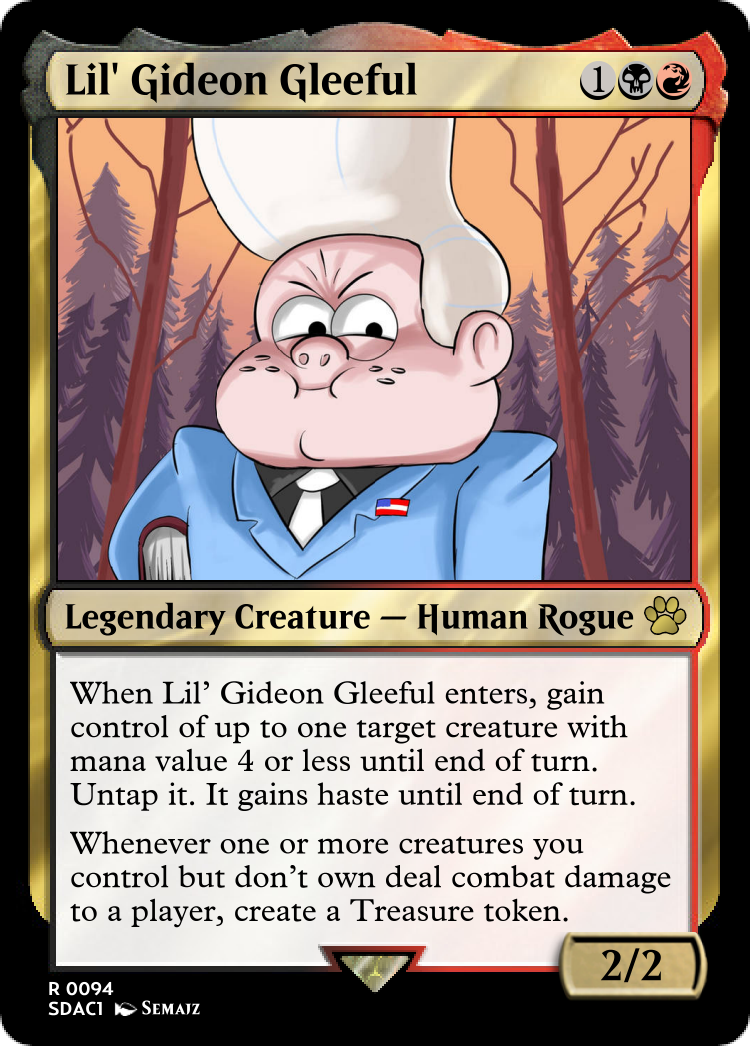 Lil' Gideon Gleeful 1
Legendary Creature — Human Rogue
When Lil’ Gideon Gleeful enters, gain
control of up to one target creature with
mana value 4 or less until end of turn.
Untap it. It gains haste until end of turn.
Whenever one or more creatures you
control but don’t own deal combat damage
to a player, create a Treasure token.
2/2
R 0094
SDAC1 Semajz